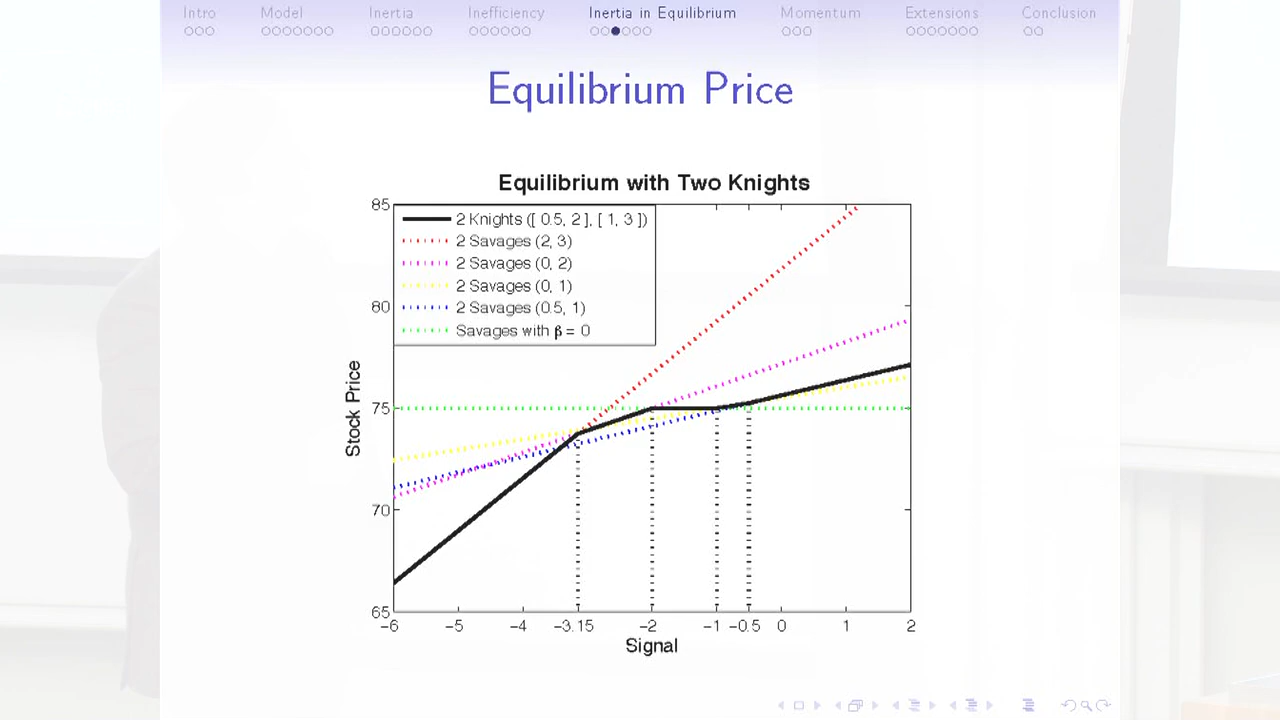 Intro Model Inertia Inefficiency Inertia in Equilibrium Momentum Extensions Conclusion
Equilibrium Price
Equilibrium with Two Knights
85
2 Knights ([ 0.5, 2 ], [ 1, 3 ])
2 Savages (2, 3)
2 Savages (0, 2)
2 Savages (0, 1)
2 Savages (0.5, 1)
Savages with β = 0
80
75
70
65
Stock Price
−6 −5 −4 −3.15 −2 −1 −0.5 0 1 2
Signal